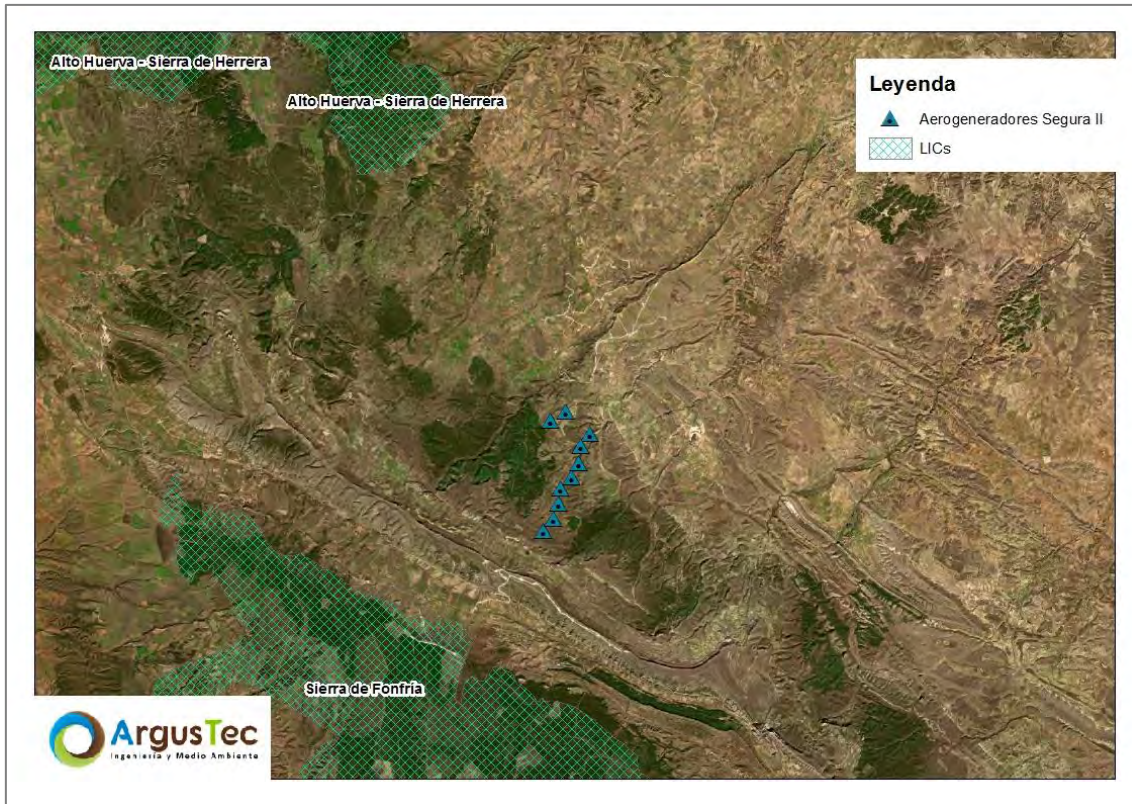 Alto Huerva - Sierra de Herrera
Alto Huerva - Sierra de Herrera
Leyenda
Aerogeneradores Segura II
LICs
Sierra de Fonfría
ArgusTec
Ingeniería y Medio Ambiente